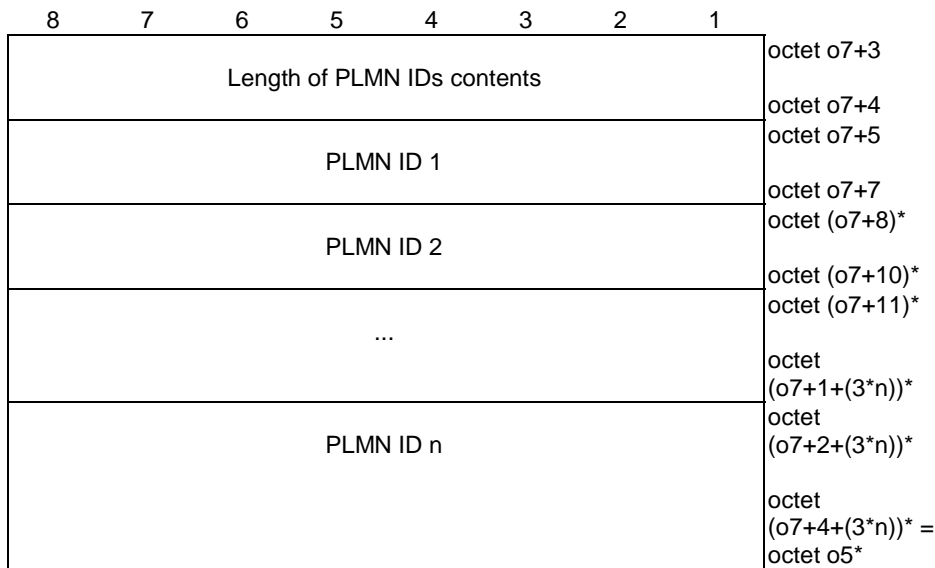 8 7 6 5 4 3 2 1
octet o7+3
Length of PLMN IDs contents
octet o7+4
octet o7+5
PLMN ID 1
octet o7+7
octet (o7+8)*
PLMN ID 2
octet (o7+10)*
octet (o7+11)*
...
octet
(o7+1+(3*n))*
octet
PLMN ID n (o7+2+(3*n))*
octet
(o7+4+(3*n))* =
octet o5*